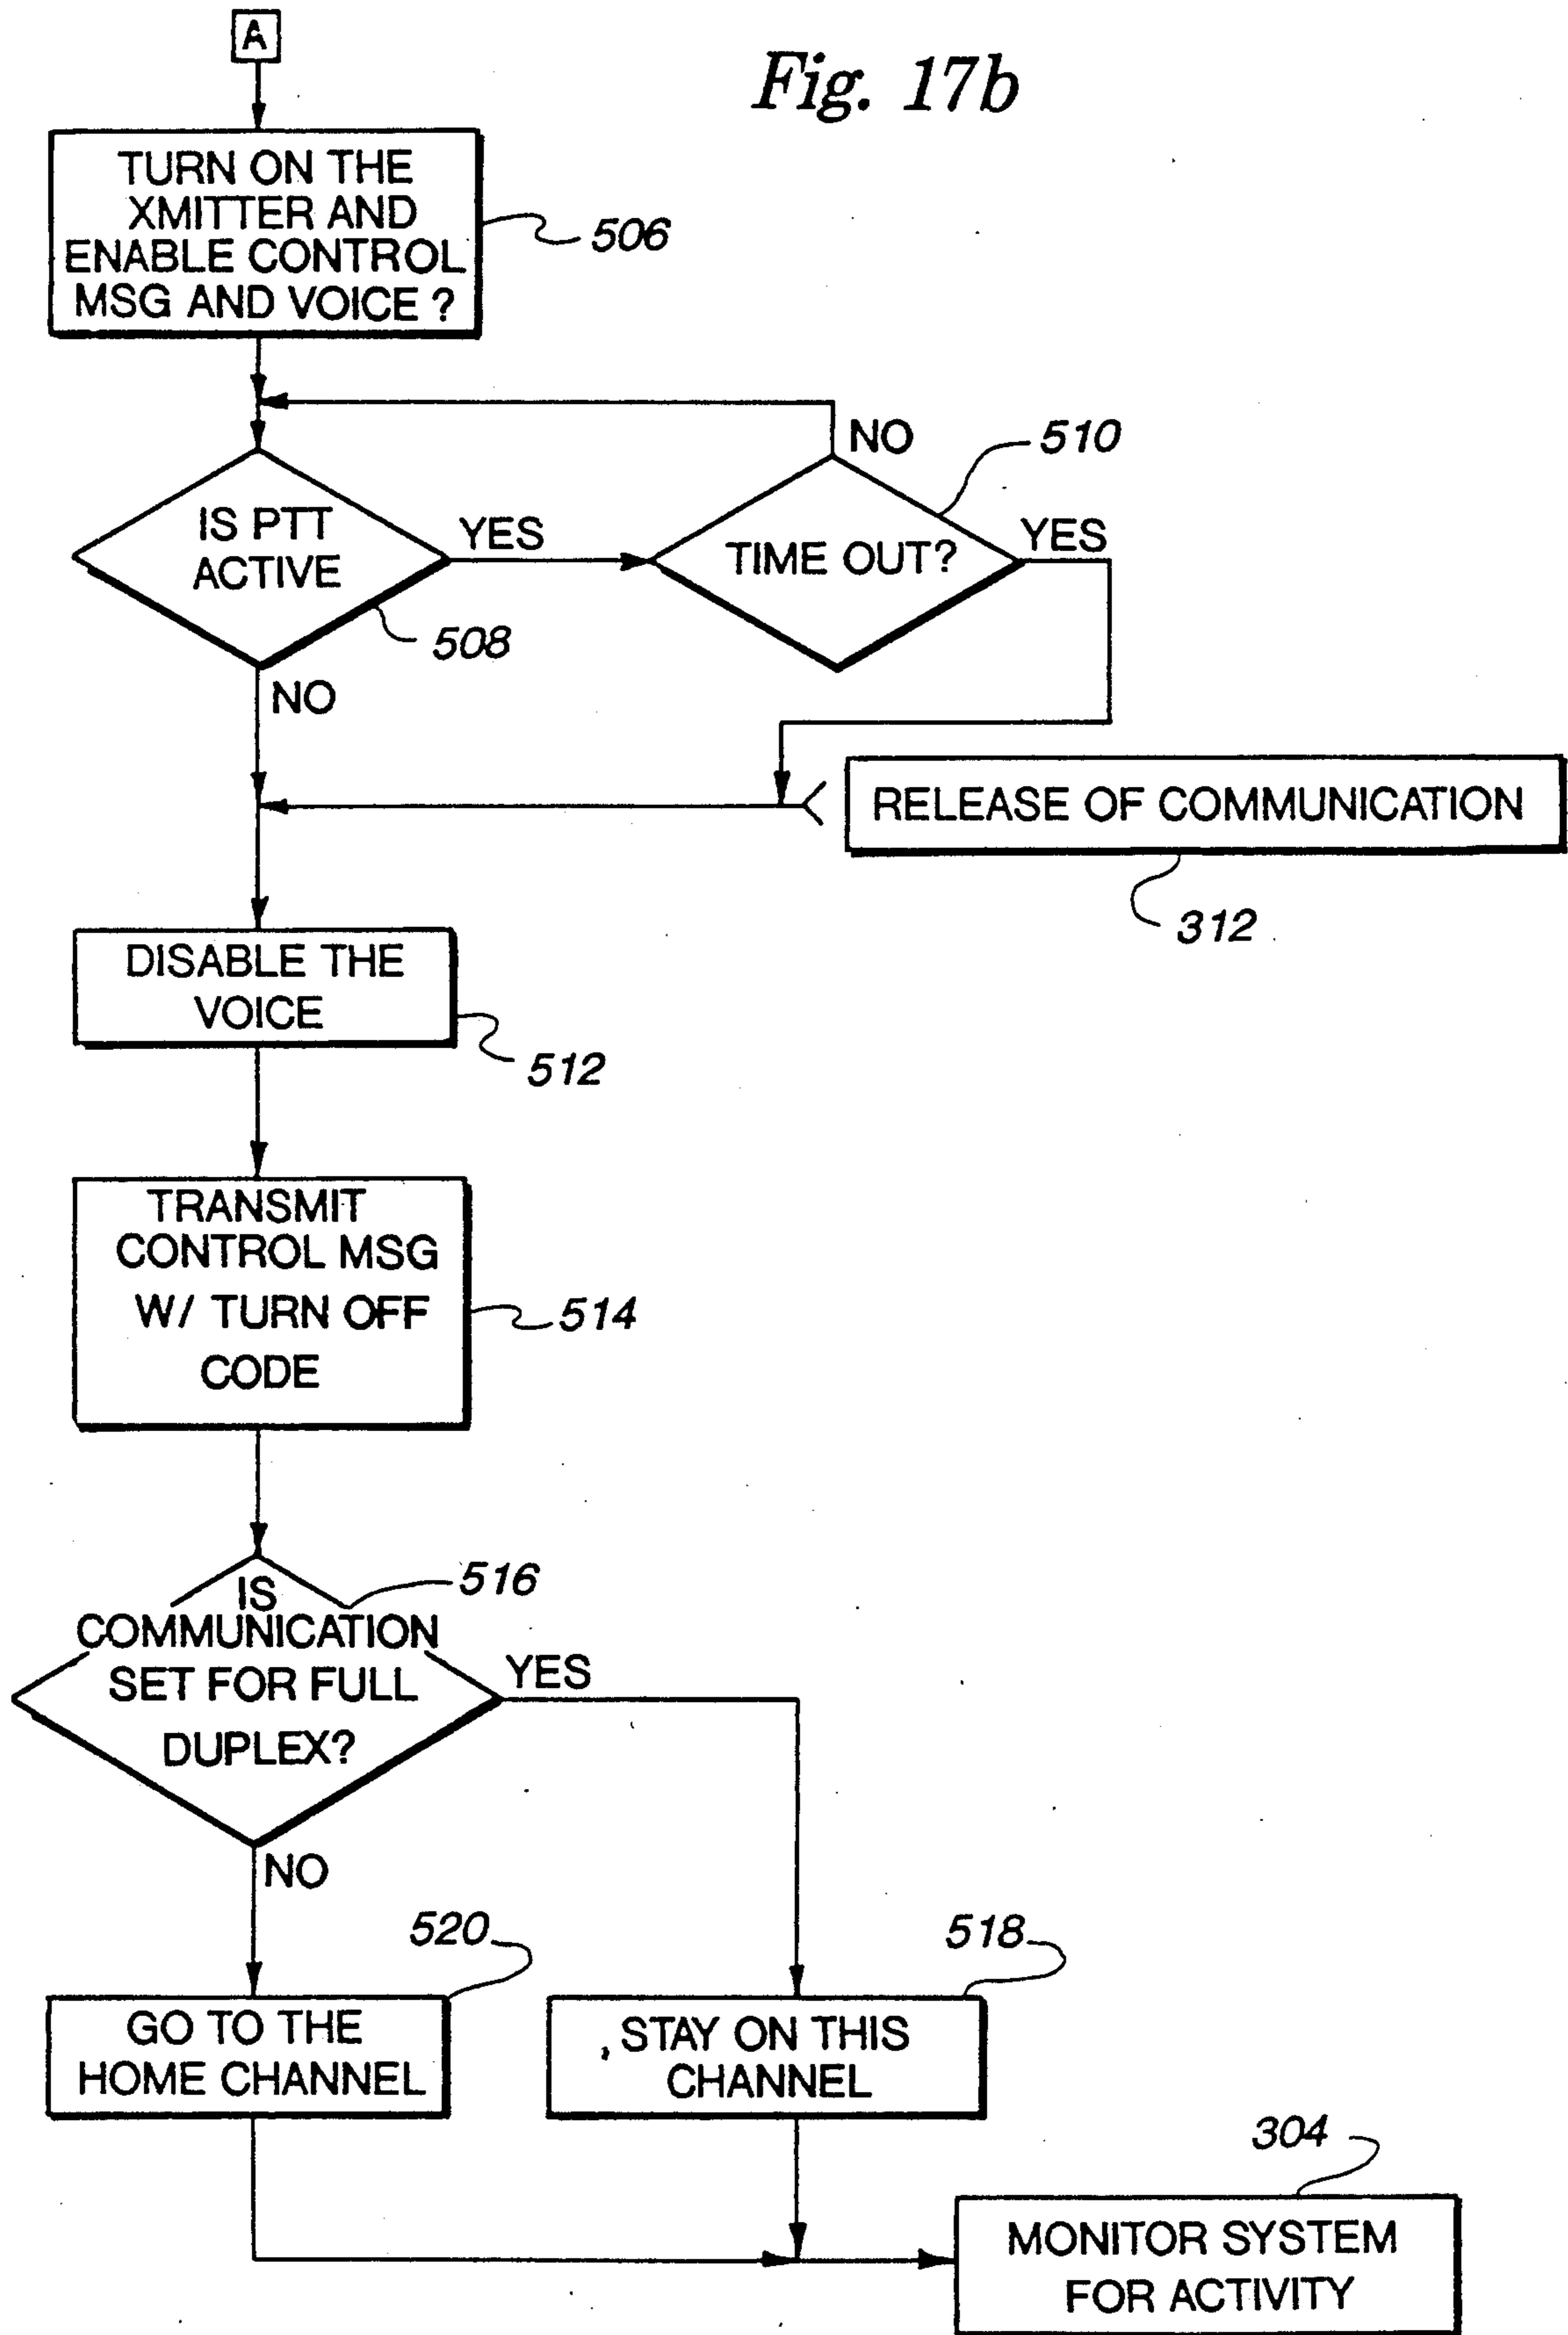 A
Fig. 17b
TURN ON THE
XMITTER AND
ENABLE CONTROL
MSG AND VOICE ?
506
NO
510
IS PTT
ACTIVE
YES
TIME OUT?
YES
508
NO
RELEASE OF COMMUNICATION
312
DISABLE THE
VOICE
512
TRANSMIT
CONTROL MSG
W/ TURN OFF
CODE
514
516
IS
COMMUNICATION
SET FOR FULL
DUPLEX?
YES
NO
520
518
GO TO THE
HOME CHANNEL
STAY ON THIS
CHANNEL
304
MONITOR SYSTEM
FOR ACTIVITY